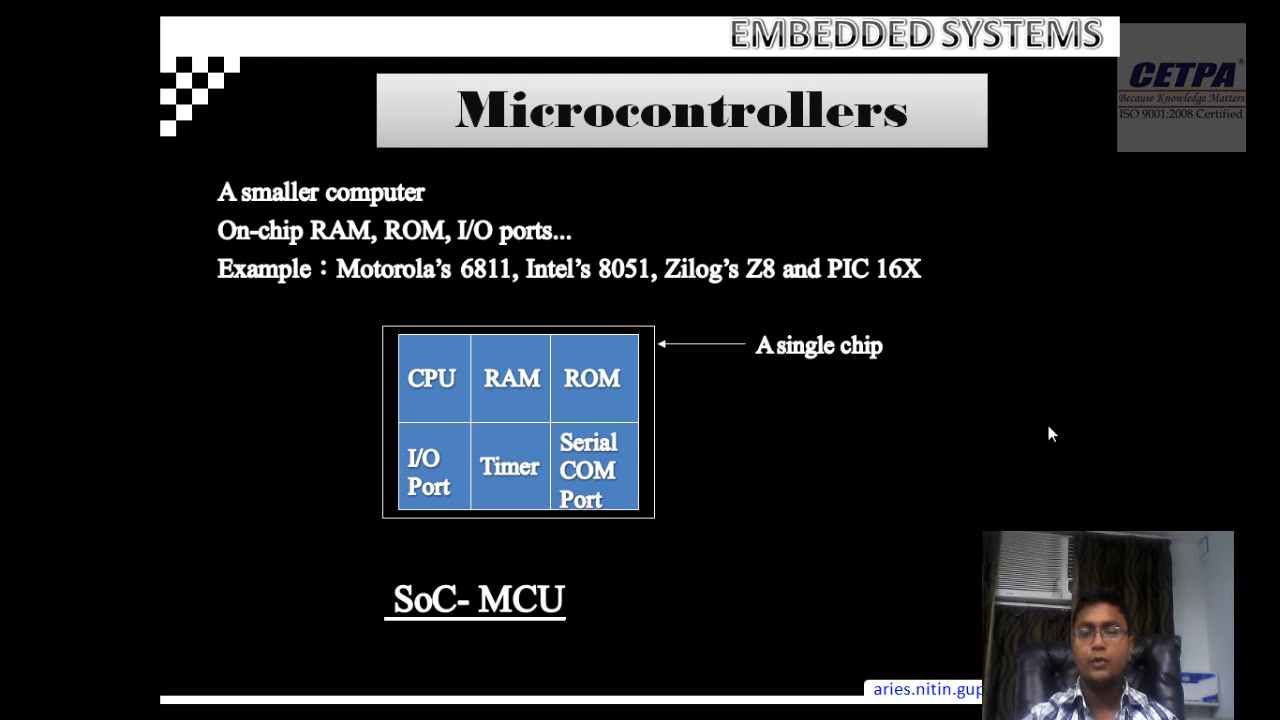 EMBEDDED SYSTEMS
CETPA
Because Knowledge Matters
ISO 9001:2008 Certified
Microcontrollers
A smaller computer
On-chip RAM, ROM, I/O ports...
Example：Motorola's 6811, Intel's 8051, Zilog's Z8 and PIC 16X
A single chip
CPU RAM ROM
I/O Port
Timer
Serial COM Port
SoC- MCU
aries.nitin.gup